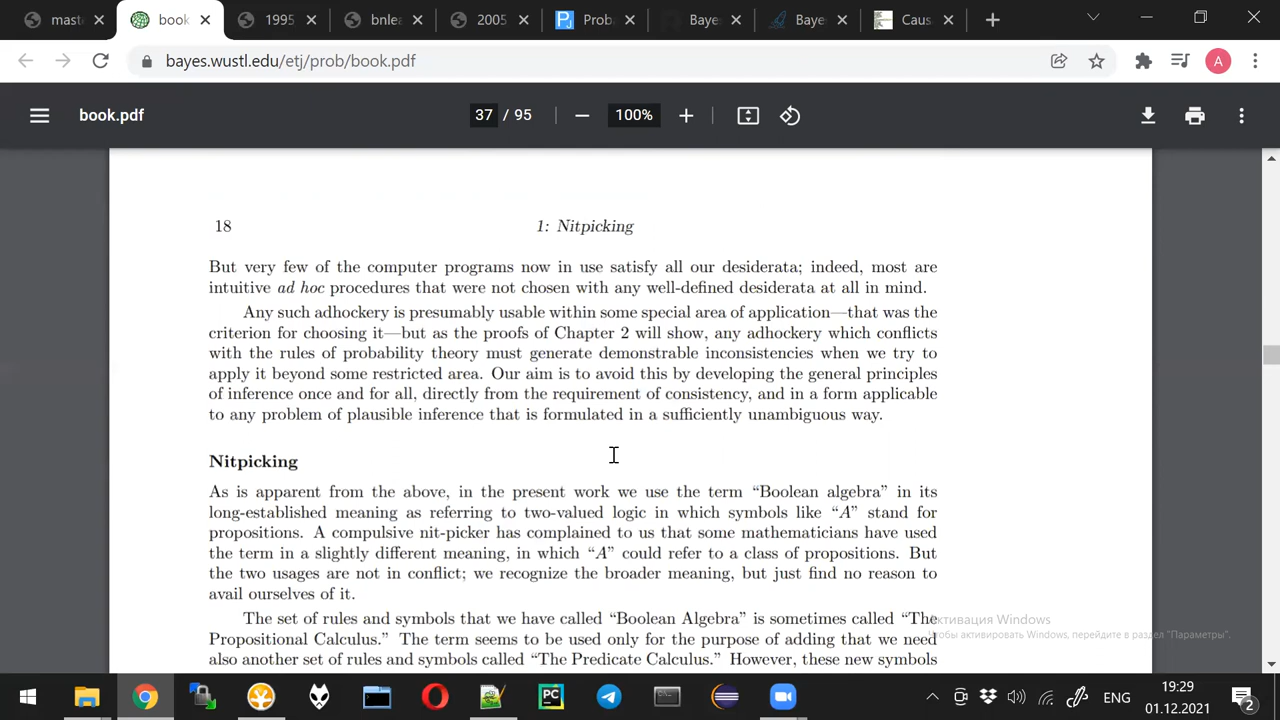 mast
book
1995
bnlea
2005
Prob
Baye
Baye
Caus
bayes.wustl.edu/etj/prob/book.pdf
A
book.pdf
37 / 95
100%
18
1: Nitpicking
But very few of the computer programs now in use satisfy all our desiderata; indeed, most are
intuitive ad hoc procedures that were not chosen with any well-defined desiderata at all in mind.
Any such adhockery is presumably usable within some special area of application—that was the
criterion for choosing it—but as the proofs of Chapter 2 will show, any adhockery which conflicts
with the rules of probability theory must generate demonstrable inconsistencies when we try to
apply it beyond some restricted area. Our aim is to avoid this by developing the general principles
of inference once and for all, directly from the requirement of consistency, and in a form applicable
to any problem of plausible inference that is formulated in a sufficiently unambiguous way.
Nitpicking
As is apparent from the above, in the present work we use the term “Boolean algebra” in its
long-established meaning as referring to two-valued logic in which symbols like “A” stand for
propositions. A compulsive nit-picker has complained to us that some mathematicians have used
the term in a slightly different meaning, in which “A” could refer to a class of propositions. But
the two usages are not in conflict; we recognize the broader meaning, but just find no reason to
avail ourselves of it.
The set of rules and symbols that we have called “Boolean Algebra” is sometimes called “The
Propositional Calculus.” The term seems to be used only for the purpose of adding that we need
also another set of rules and symbols called “The Predicate Calculus.” However, these new symbols
Активация Windows
Чтобы активировать Windows, перейдите в раздел "Параметры".
PC
ENG
19:29
01.12.2021
2